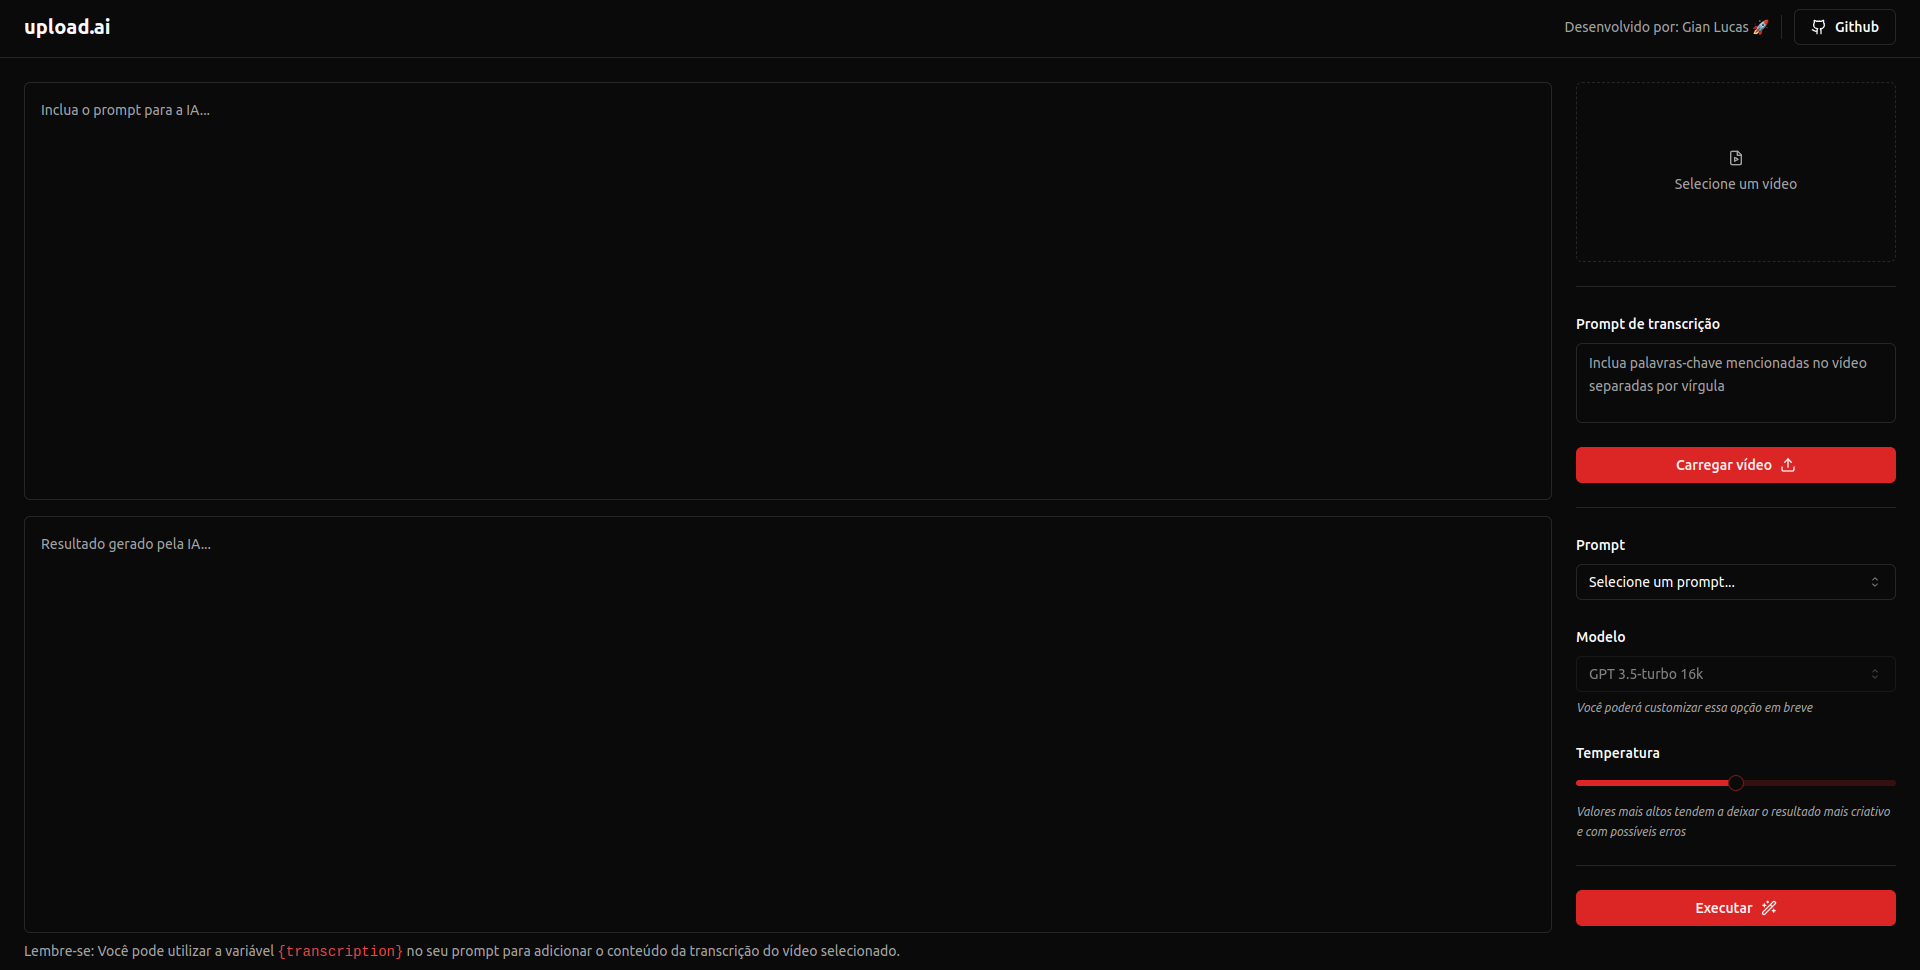 upload.ai
Desenvolvido por: Gian Lucas 🚀
Github
Inclua o prompt para a IA...
Resultado gerado pela IA...
Lembre-se: Você pode utilizar a variável {transcription} no seu prompt para adicionar o conteúdo da transcrição do vídeo selecionado.
Selecione um vídeo
Prompt de transcrição
Inclua palavras-chave mencionadas no vídeo
separadas por vírgula
Carregar vídeo
Prompt
Selecione um prompt...
Modelo
GPT 3.5-turbo 16k
Você poderá customizar essa opção em breve
Temperatura
Valores mais altos tendem a deixar o resultado mais criativo
e com possíveis erros
Executar